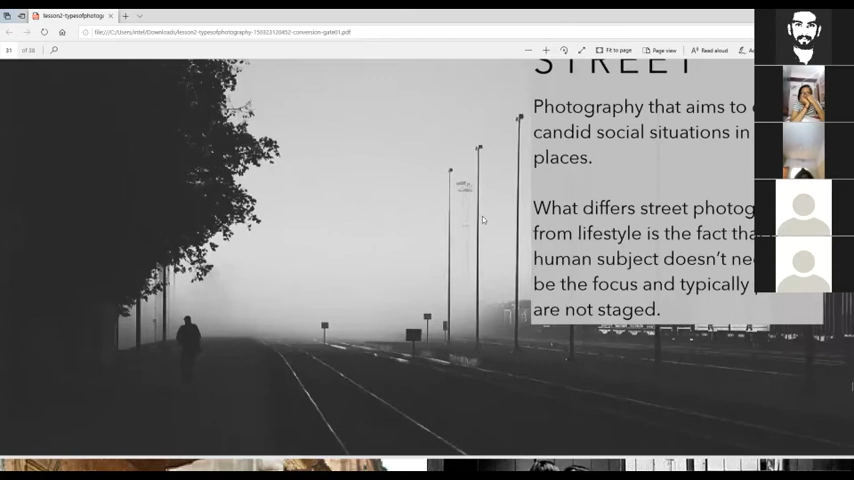 lesson2-typesofphotogr
file:///C:/Users/intel/Downloads/lesson2-typesofphotography-150323120452-conversion-gate01.pdf
31 of 38
Fit to page
Page view
Read aloud
STREET
Photography that aims to
candid social situations in
places.
What differs street photog
from lifestyle is the fact tha
human subject doesn't ne
be the focus and typically
are not staged.